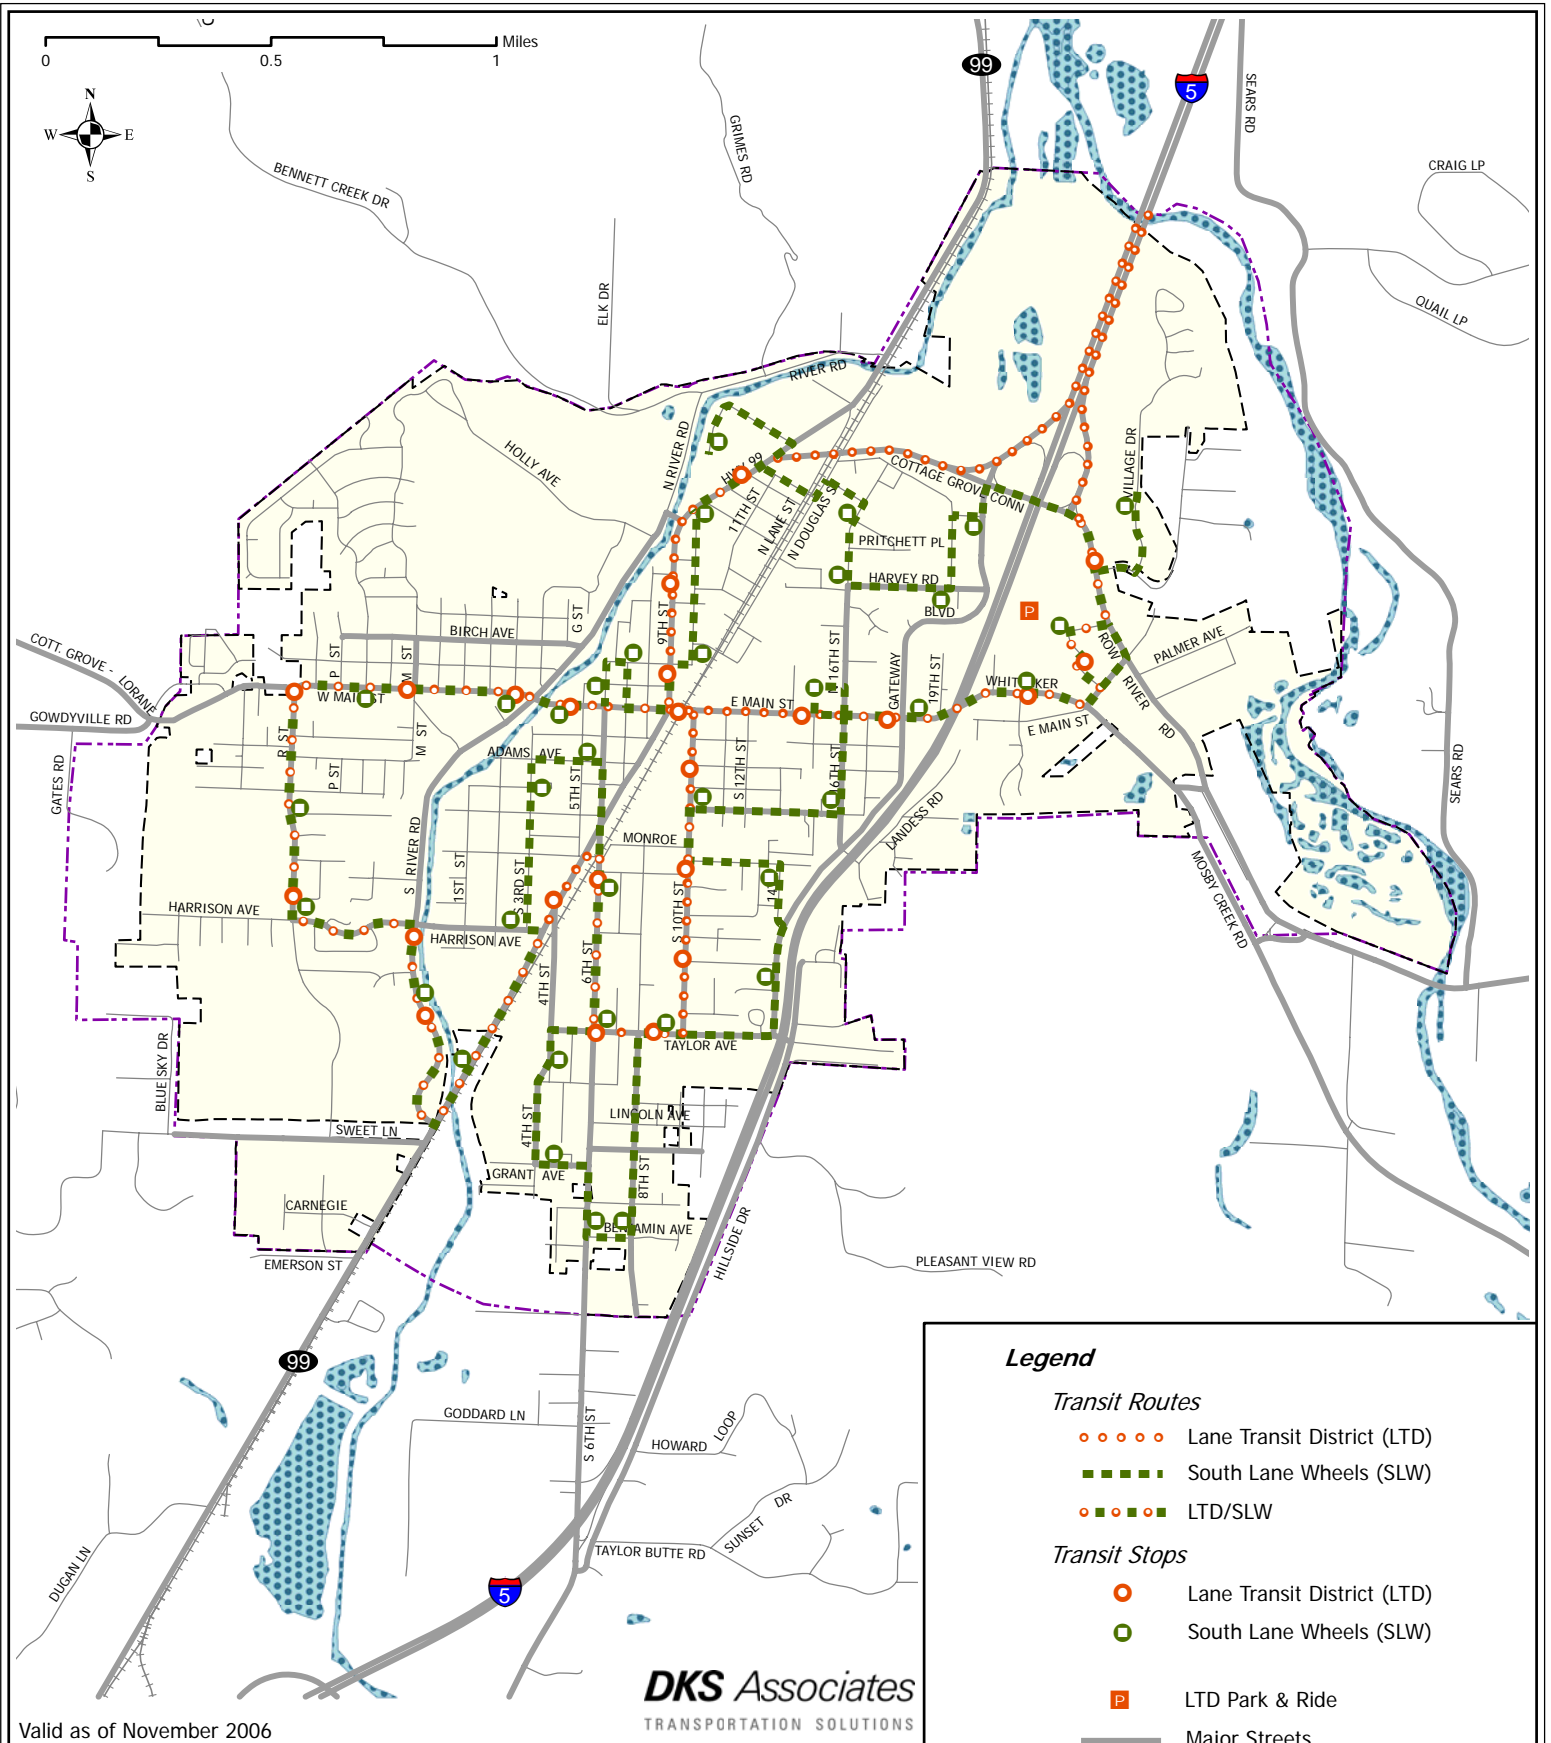 Miles
0
0.5
1
N
W
E
S
99
5
SEARS RD
CRAIG LP
QUAIL LP
GRIMES RD
BENNETT CREEK DR
ELK DR
RIVER RD
N RIVER RD
HOLLY AVE
HWY 99
COTTAGE GROVE CONN
VILLAGE DR
11TH ST
N LANE ST
N DOUGLAS S
PRITCHETT PL
HARVEY RD
BLVD
P
G ST
BIRCH AVE
9TH ST
N 16TH ST
GATEWAY
19TH ST
ROW
RIVER
RD
PALMER AVE
COTT. GROVE -
LORANE
P ST
M ST
W MAIN ST
E MAIN ST
WHITAKER
E MAIN ST
GOWDYVILLE RD
GATES RD
R ST
P ST
M ST
ADAMS AVE
5TH ST
S 12TH ST
16TH ST
SEARS RD
LANDESS RD
MONROE
S RIVER RD
1ST ST
S 3RD ST
14
MOSBY CREEK RD
HARRISON AVE
HARRISON AVE
S 10TH ST
4TH ST
6TH ST
TAYLOR AVE
BLUE SKY DR
SWEET LN
4TH ST
LINCOLN AVE
GRANT AVE
8TH ST
CARNEGIE
BENJAMIN AVE
EMERSON ST
HILLSIDE DR
PLEASANT VIEW RD
99
GODDARD LN
S 6TH ST
HOWARD
LOOP
SUNSET
DR
TAYLOR BUTTE RD
DUGAN LN
5
Legend
Transit Routes
Lane Transit District (LTD)
South Lane Wheels (SLW)
LTD/SLW
Transit Stops
Lane Transit District (LTD)
South Lane Wheels (SLW)
P
LTD Park & Ride
Major Streets
DKS Associates
TRANSPORTATION SOLUTIONS
Valid as of November 2006